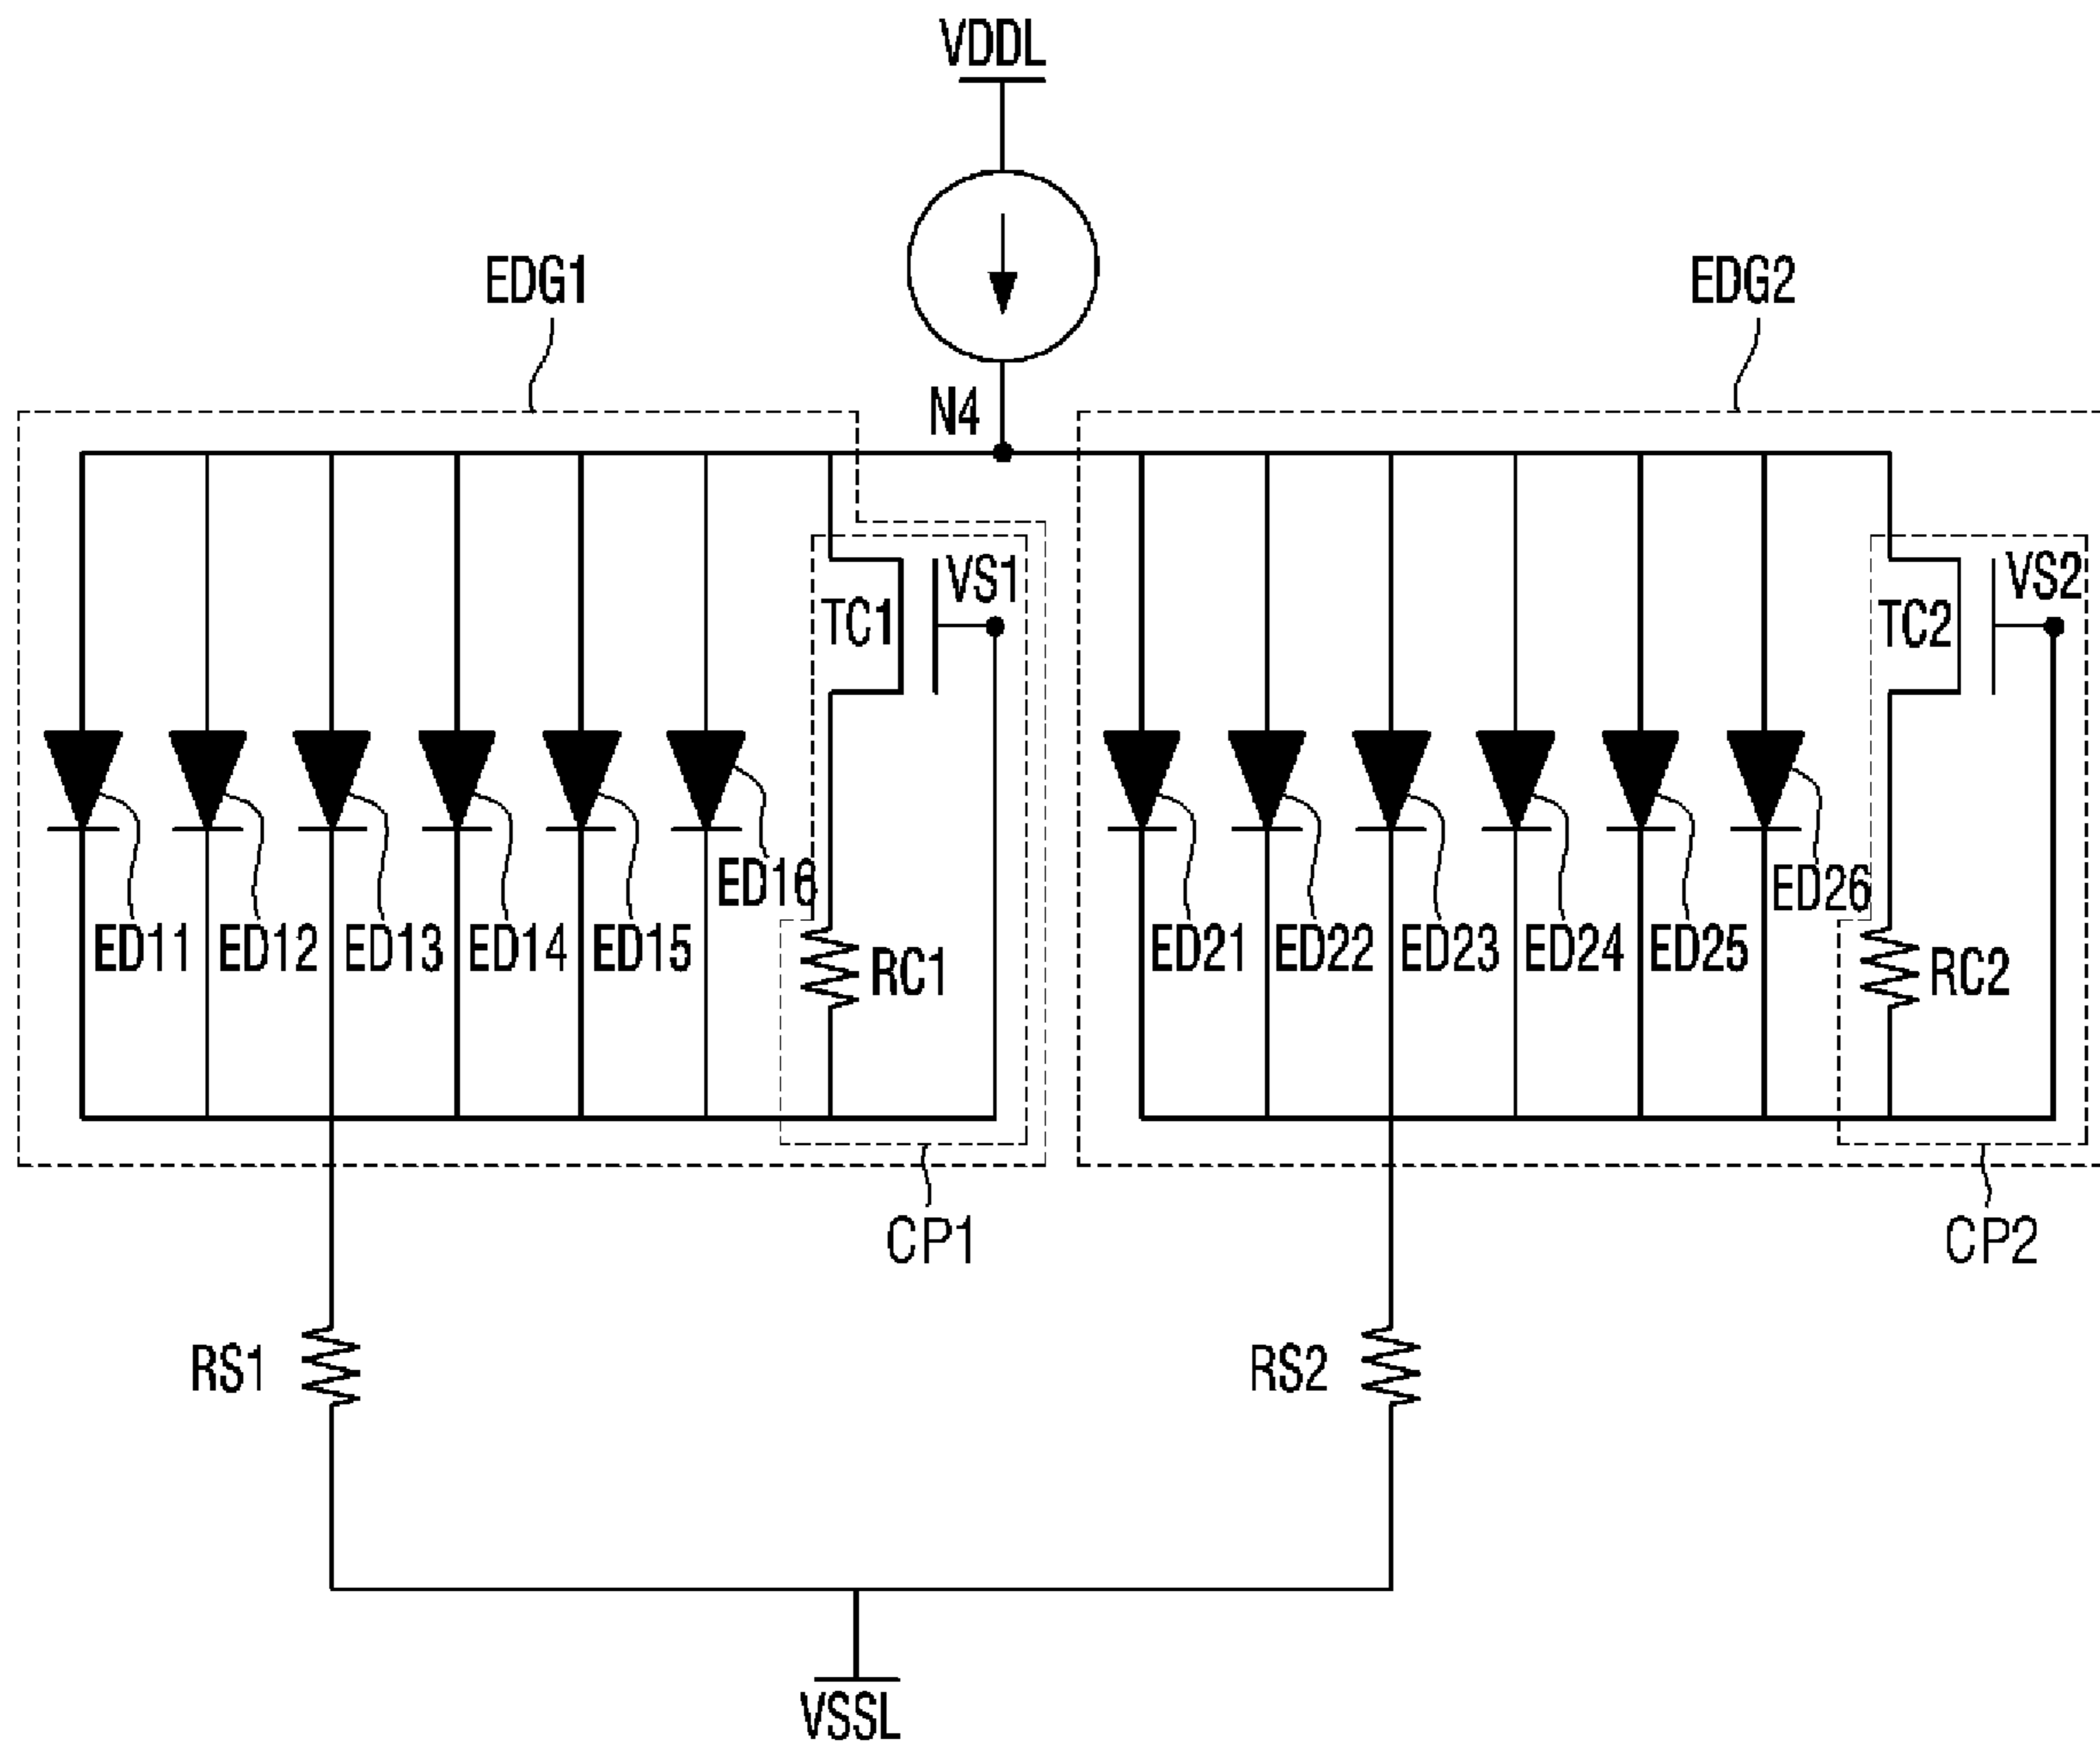 VDDL
EDG1
EDG2
N4
VS1
VS2
TC1
TC2
ED16
ED26
ED11
ED12
ED13
ED14
ED15
RC1
ED21
ED22
ED23
ED24
ED25
RC2
CP1
CP2
RS1
RS2
VSSL